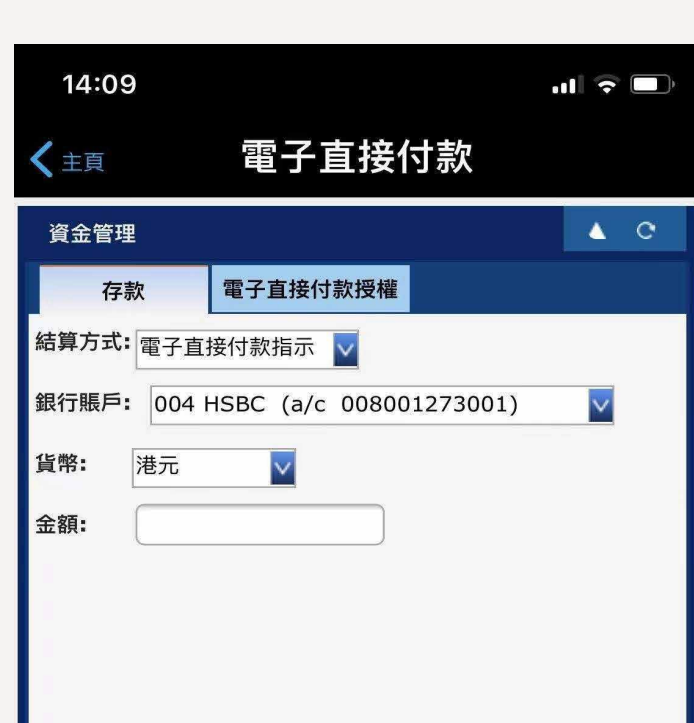 14:09
主頁
電子直接付款
資金管理
存款 電子直接付款授權
結算方式: 電子直接付款指示
銀行賬戶: 004 HSBC (a/c 008001273001)
貨幣: 港元
金額: